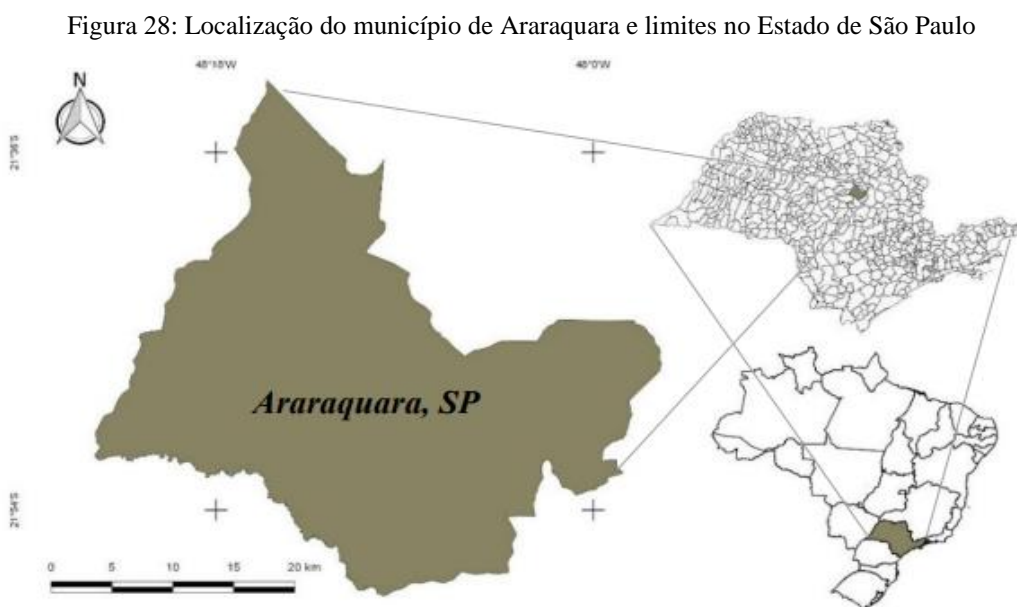 Figura 28: Localização do município de Araraquara e limites no Estado de São Paulo
48°18'W
48°0'W
N
21°36'S
Araraquara, SP
21°54'S
0 5 10 15 20 km